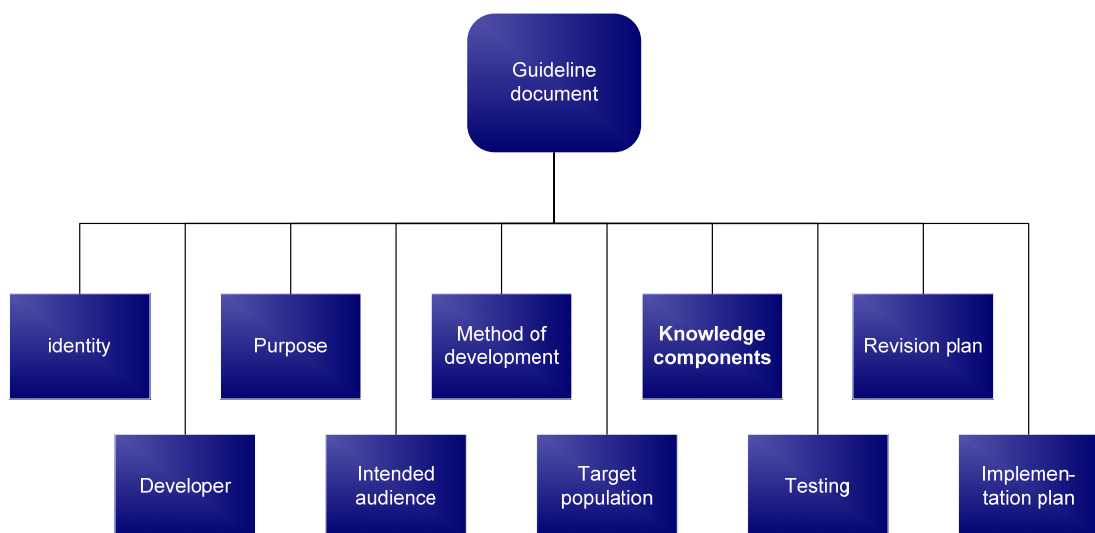 Guideline
document
identity
Purpose
Method of
development
Knowledge
components
Revision plan
Developer
Intended
audience
Target
population
Testing
Implemen-
tation plan